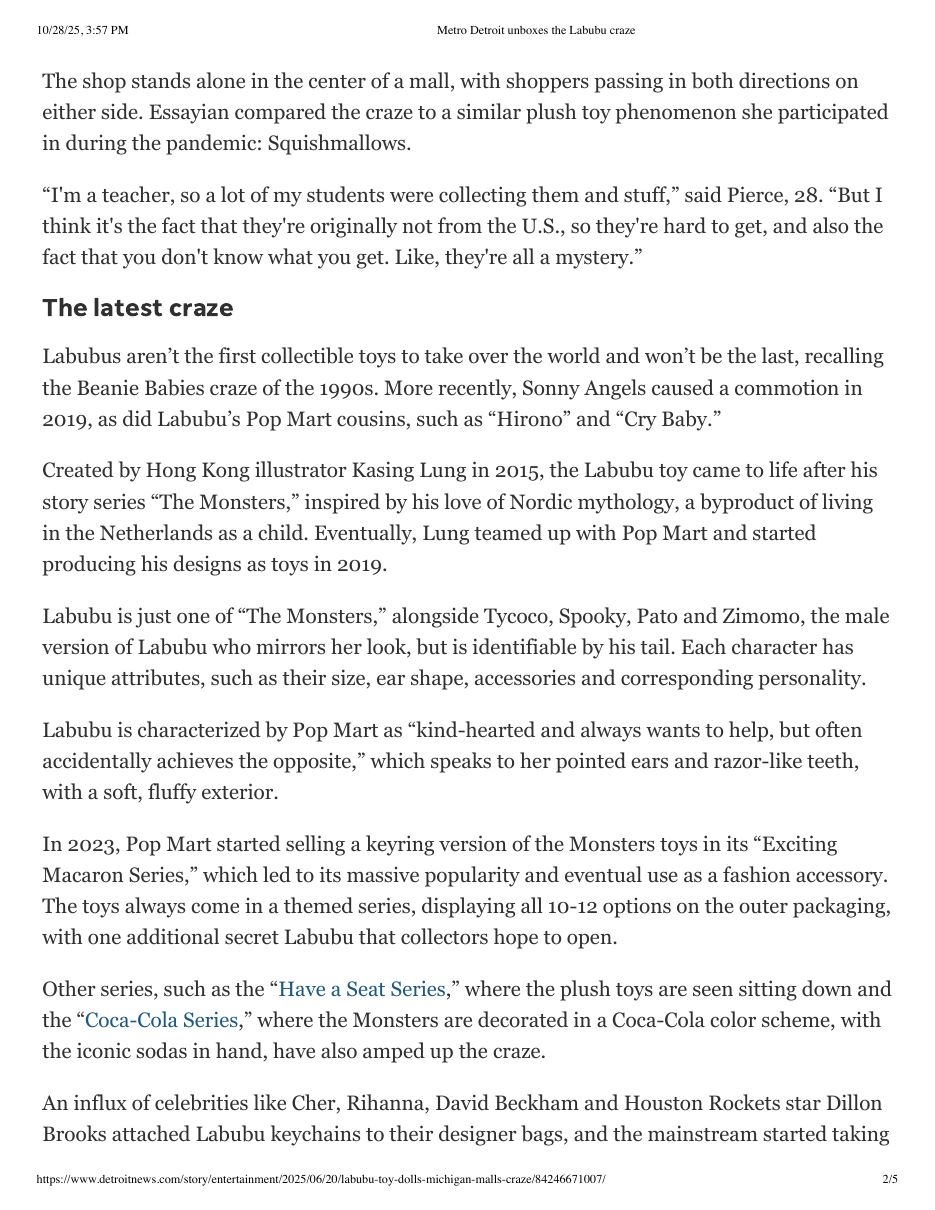 10/28/25, 3:57 PM
Metro Detroit unboxes the Labubu craze
The shop stands alone in the center of a mall, with shoppers passing in both directions on
either side. Essayian compared the craze to a similar plush toy phenomenon she participated
in during the pandemic: Squishmallows.
“I'm a teacher, so a lot of my students were collecting them and stuff,” said Pierce, 28. “But I
think it's the fact that they're originally not from the U.S., so they're hard to get, and also the
fact that you don't know what you get. Like, they're all a mystery.”
The latest craze
Labubus aren’t the first collectible toys to take over the world and won’t be the last, recalling
the Beanie Babies craze of the 1990s. More recently, Sonny Angels caused a commotion in
2019, as did Labubu’s Pop Mart cousins, such as “Hirono” and “Cry Baby.”
Created by Hong Kong illustrator Kasing Lung in 2015, the Labubu toy came to life after his
story series “The Monsters,” inspired by his love of Nordic mythology, a byproduct of living
in the Netherlands as a child. Eventually, Lung teamed up with Pop Mart and started
producing his designs as toys in 2019.
Labubu is just one of “The Monsters,” alongside Tycoco, Spooky, Pato and Zimomo, the male
version of Labubu who mirrors her look, but is identifiable by his tail. Each character has
unique attributes, such as their size, ear shape, accessories and corresponding personality.
Labubu is characterized by Pop Mart as “kind-hearted and always wants to help, but often
accidentally achieves the opposite,” which speaks to her pointed ears and razor-like teeth,
with a soft, fluffy exterior.
In 2023, Pop Mart started selling a keyring version of the Monsters toys in its “Exciting
Macaron Series,” which led to its massive popularity and eventual use as a fashion accessory.
The toys always come in a themed series, displaying all 10-12 options on the outer packaging,
with one additional secret Labubu that collectors hope to open.
Other series, such as the “Have a Seat Series,” where the plush toys are seen sitting down and
the “Coca-Cola Series,” where the Monsters are decorated in a Coca-Cola color scheme, with
the iconic sodas in hand, have also amped up the craze.
An influx of celebrities like Cher, Rihanna, David Beckham and Houston Rockets star Dillon
Brooks attached Labubu keychains to their designer bags, and the mainstream started taking
https://www.detroitnews.com/story/entertainment/2025/06/20/labubu-toy-dolls-michigan-malls-craze/84246671007/
2/5